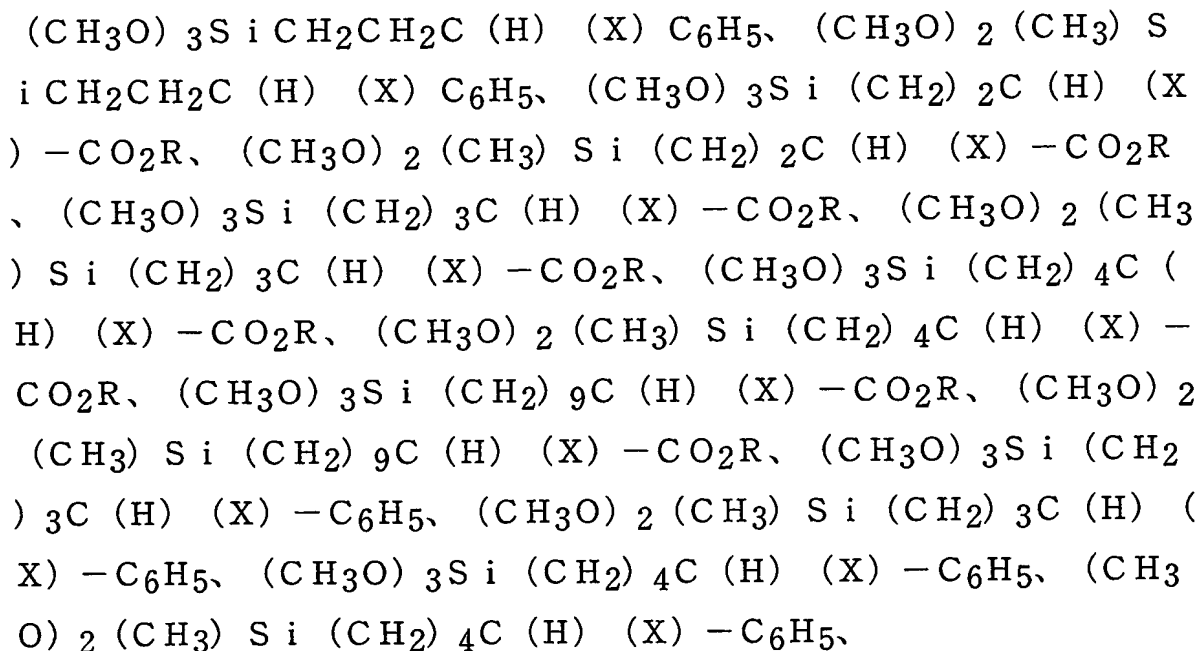 (CH3O)3SiCH2CH2C(H)(X)C6H5、(CH3O)2(CH3)S
iCH2CH2C(H)(X)C6H5、(CH3O)3Si(CH2)2C(H)(X
)−CO2R、(CH3O)2(CH3)Si(CH2)2C(H)(X)−CO2R
、(CH3O)3Si(CH2)3C(H)(X)−CO2R、(CH3O)2(CH3
)Si(CH2)3C(H)(X)−CO2R、(CH3O)3Si(CH2)4C(
H)(X)−CO2R、(CH3O)2(CH3)Si(CH2)4C(H)(X)−
CO2R、(CH3O)3Si(CH2)9C(H)(X)−CO2R、(CH3O)2
(CH3)Si(CH2)9C(H)(X)−CO2R、(CH3O)3Si(CH2
)3C(H)(X)−C6H5、(CH3O)2(CH3)Si(CH2)3C(H)(
X)−C6H5、(CH3O)3Si(CH2)4C(H)(X)−C6H5、(CH3
O)2(CH3)Si(CH2)4C(H)(X)−C6H5、